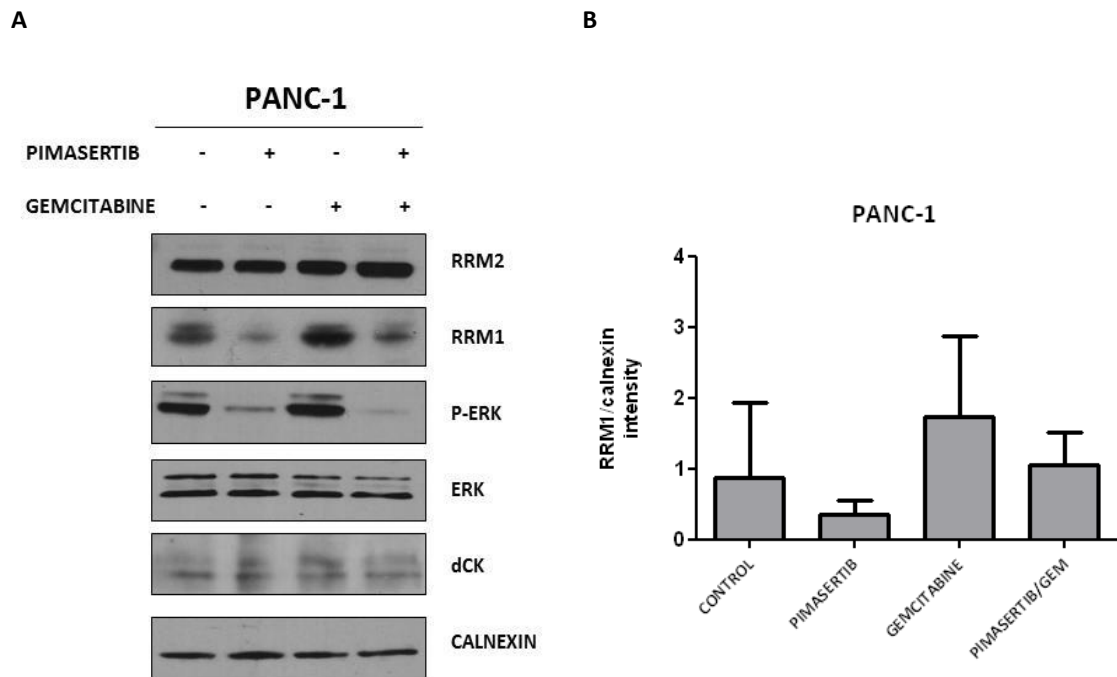 A
B
PANC-1
PIMASERTIB - + - +
GEMCITABINE - - + +
RRM2
RRM1
P-ERK
ERK
dCK
CALNEXIN
PANC-1
RRM1/calnexin
intensity
4
3
2
1
0
CONTROL
PIMASERTIB
GEMCITABINE
PIMASERTIB/GEM